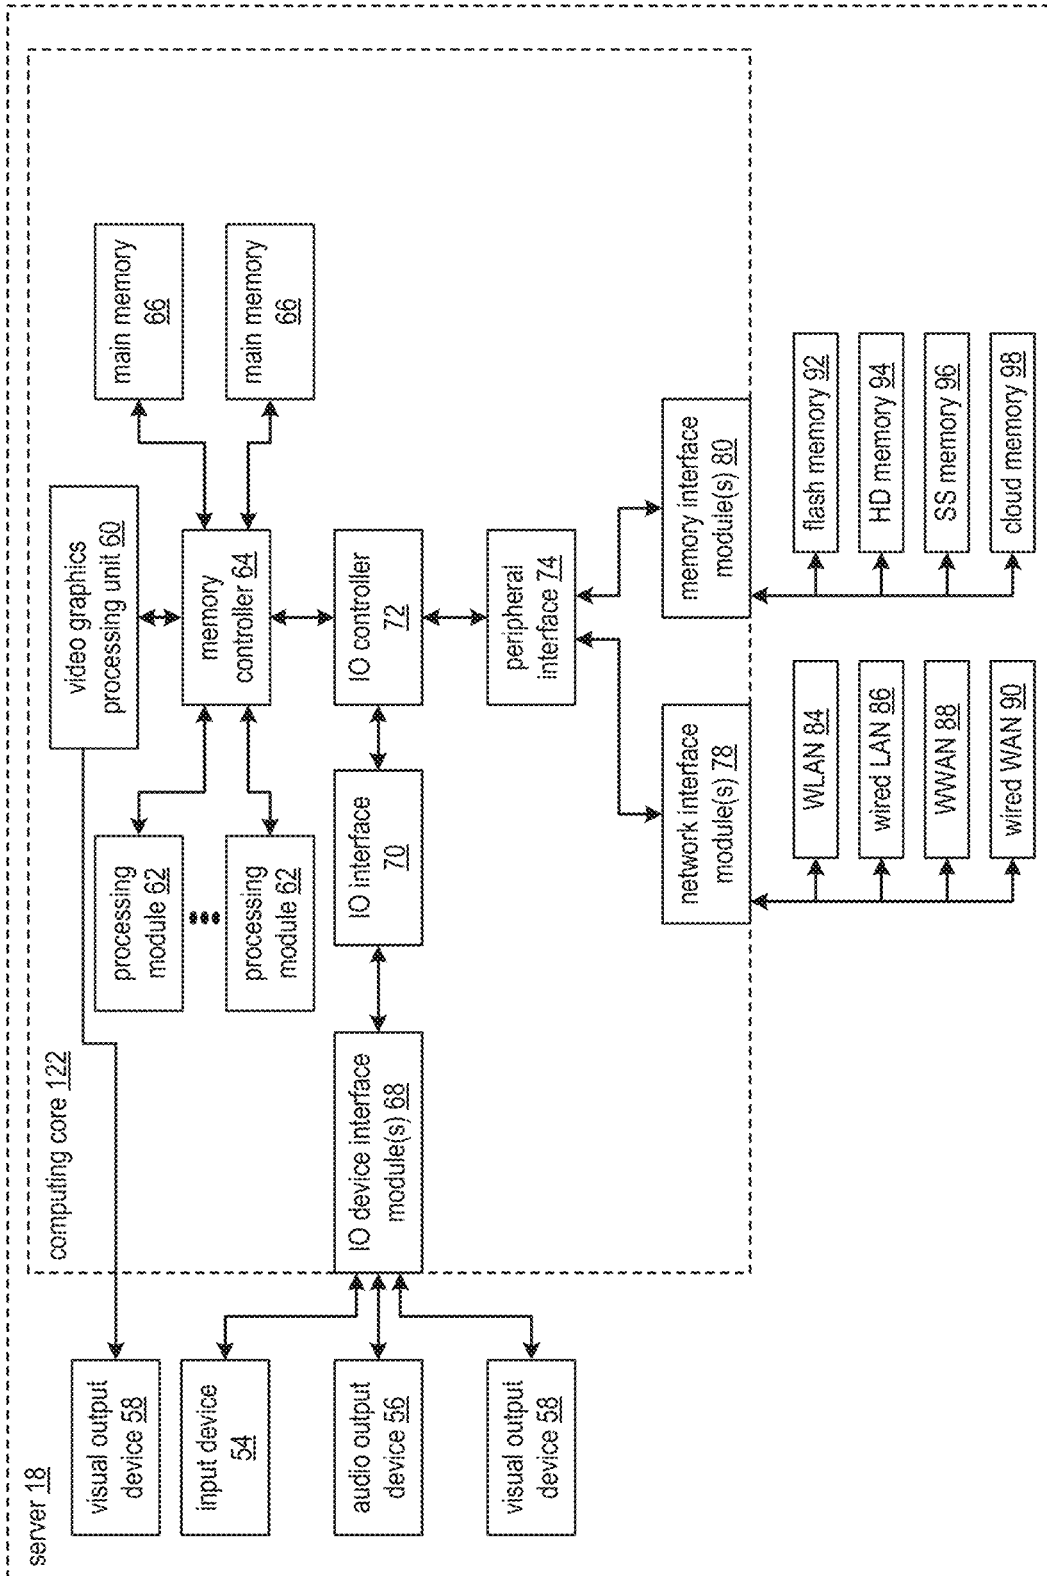 server 18
computing core 122
visual output
device 58
input device
54
audio output
device 56
visual output
device 58
video graphics
processing unit 60
processing
module 62
processing
module 62
memory
controller 64
main memory
66
main memory
66
IO device interface
module(s) 68
IO interface
70
IO controller
72
peripheral
interface 74
network interface
module(s) 78
memory interface
module(s) 80
WLAN 84
wired LAN 86
WWAN 88
wired WAN 90
flash memory 92
HD memory 94
SS memory 96
cloud memory 98